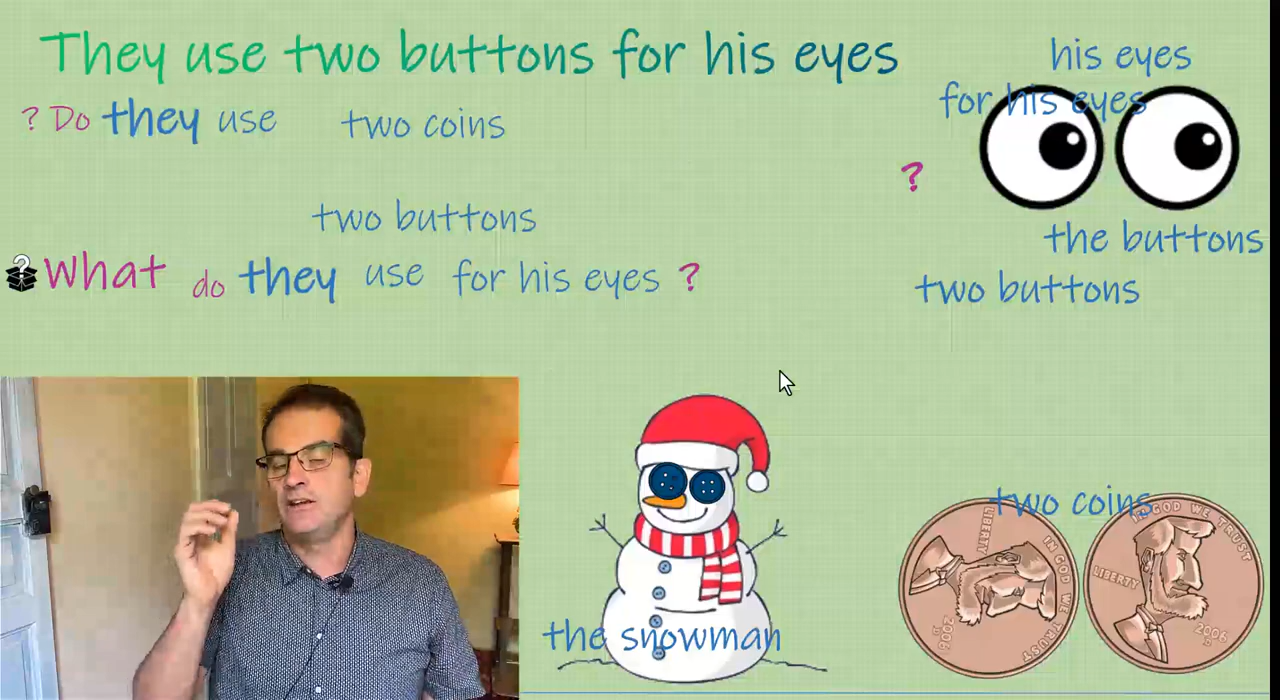 They use two buttons for his eyes
his eyes
for his eyes
? Do they use two coins
?
two buttons
the buttons
What do they use for his eyes ?
two buttons
two coins
LIBERTY
IN GOD WE TRUST
2006
D
IN GOD WE TRUST
LIBERTY
2006
D
the snowman